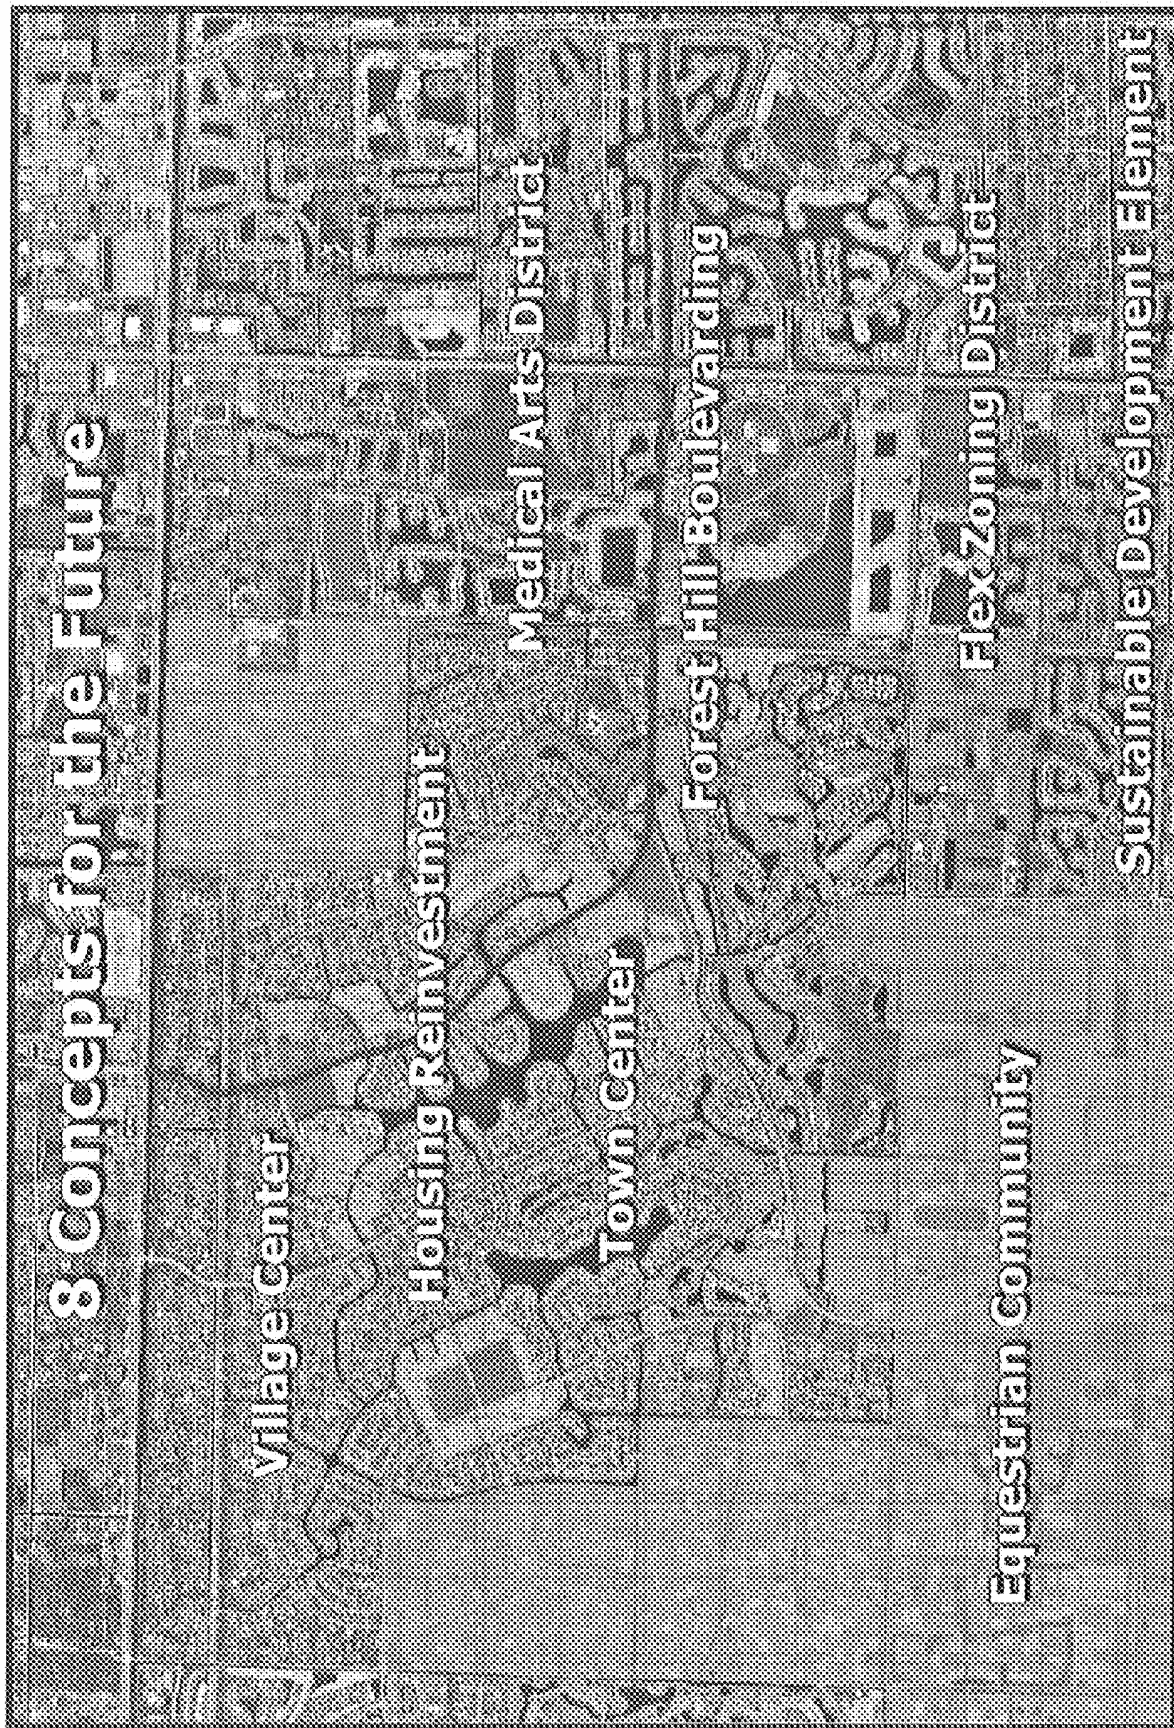 8 Concepts for the Future
Village Center
Housing Reinvestment
Medical Arts District
Town Center
Forest Hill Boulevarding
Flex Zoning District
Equestrian Community
Sustainable Development Element